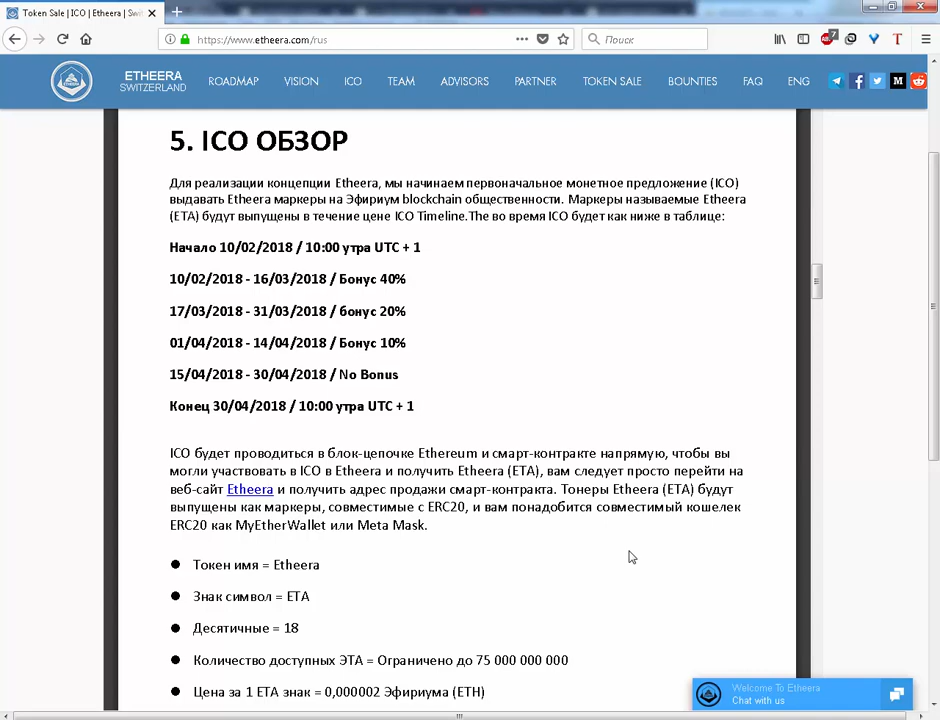 Token Sale | ICO | Etheera | Swi
https://www.etheera.com/rus
Поиск
7
ETHEERA
SWITZERLAND
ROADMAP VISION ICO TEAM ADVISORS PARTNER TOKEN SALE BOUNTIES FAQ ENG
5. ICO ОБЗОР
Для реализации концепции Etheera, мы начинаем первоначальное монетное предложение (ICO)
выдавать Etheera маркеры на Эфириум blockchain общественности. Маркеры называемые Etheera
(ETA) будут выпущены в течение цене ICO Timeline.The во время ICO будет как ниже в таблице:
Начало 10/02/2018 / 10:00 утра UTC + 1
10/02/2018 - 16/03/2018 / Бонус 40%
17/03/2018 - 31/03/2018 / бонус 20%
01/04/2018 - 14/04/2018 / Бонус 10%
15/04/2018 - 30/04/2018 / No Bonus
Конец 30/04/2018 / 10:00 утра UTC + 1
ICO будет проводиться в блок-цепочке Ethereum и смарт-контракте напрямую, чтобы вы
могли участвовать в ICO в Etheera и получить Etheera (ETA), вам следует просто перейти на
веб-сайт Etheera и получить адрес продажи смарт-контракта. Тонеры Etheera (ETA) будут
выпущены как маркеры, совместимые с ERC20, и вам понадобится совместимый кошелек
ERC20 как MyEtherWallet или Meta Mask.
Токен имя = Etheera
Знак символ = ETA
Десятичные = 18
Количество доступных ЭТА = Ограничено до 75 000 000 000
Цена за 1 ETA знак = 0,000002 Эфириума (ETH)
Welcome To Etheera
Chat with us